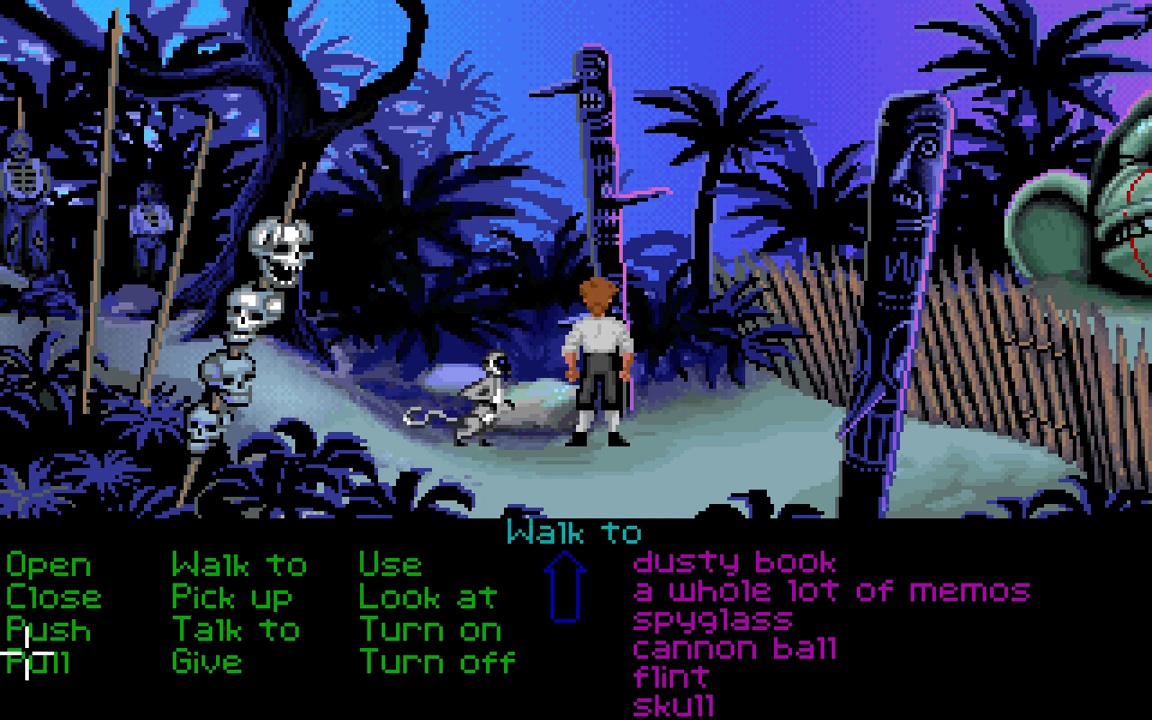 Walk to
Open Walk to Use dusty book
Close Pick up Look at a whole lot of memos
Push Talk to Turn on spyglass
Pull Give Turn off cannon ball
flint
skull